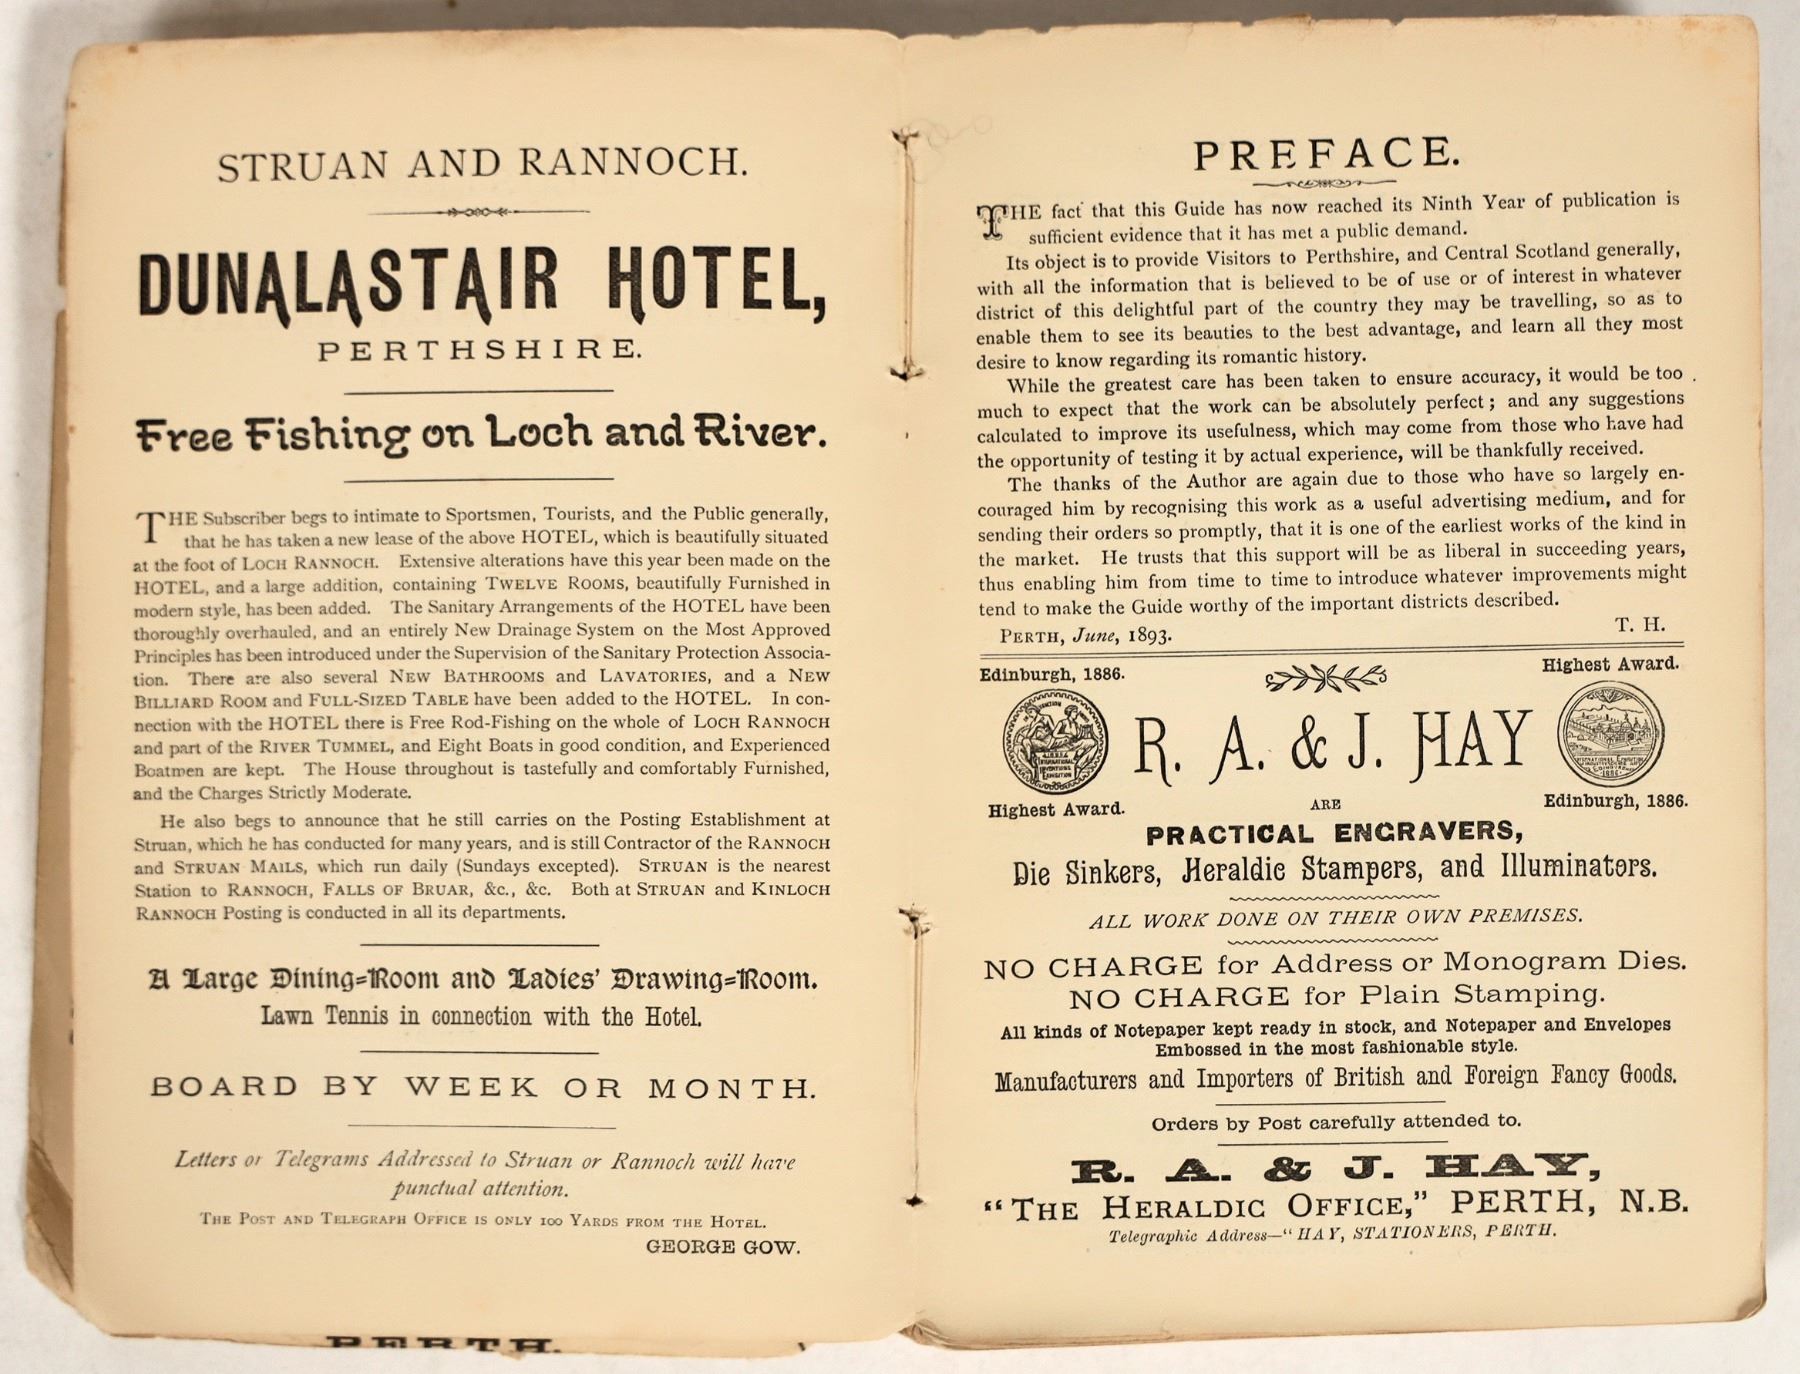 STRUAN AND RANNOCH.
DUNALASTAIR HOTEL,
PERTHSHIRE.
Free Fishing on Loch and River.
THE Subscriber begs to intimate to Sportsmen, Tourists, and the Public generally,
that he has taken a new lease of the above HOTEL, which is beautifully situated
at the foot of LOCH RANNOCH. Extensive alterations have this year been made on the
HOTEL, and a large addition, containing TWELVE ROOMS, beautifully Furnished in
modern style, has been added. The Sanitary Arrangements of the HOTEL have been
thoroughly overhauled, and an entirely New Drainage System on the Most Approved
Principles has been introduced under the Supervision of the Sanitary Protection Associa-
tion. There are also several NEW BATHROOMS and LAVATORIES, and a NEW
BILLIARD ROOM and FULL-SIZED TABLE have been added to the HOTEL. In con-
nection with the HOTEL there is Free Rod-Fishing on the whole of LOCH RANNOCH
and part of the RIVER TUMMEL, and Eight Boats in good condition, and Experienced
Boatmen are kept. The House throughout is tastefully and comfortably Furnished,
and the Charges Strictly Moderate.
He also begs to announce that he still carries on the Posting Establishment at
Struan, which he has conducted for many years, and is still Contractor of the RANNOCH
and STRUAN MAILS, which run daily (Sundays excepted). STRUAN is the nearest
Station to RANNOCH, FALLS OF BRUAR, &c., &c. Both at STRUAN and KINLOCH
RANNOCH Posting is conducted in all its departments.
A Large Dining=Room and Ladies' Drawing=Room.
Lawn Tennis in connection with the Hotel.
BOARD BY WEEK OR MONTH.
Letters or Telegrams Addressed to Struan or Rannoch will have
punctual attention.
THE POST AND TELEGRAPH OFFICE IS ONLY 100 YARDS FROM THE HOTEL.
GEORGE GOW.
PERTH.
PREFACE.
THE fact that this Guide has now reached its Ninth Year of publication is
sufficient evidence that it has met a public demand.
Its object is to provide Visitors to Perthshire, and Central Scotland generally,
with all the information that is believed to be of use or of interest in whatever
district of this delightful part of the country they may be travelling, so as to
enable them to see its beauties to the best advantage, and learn all they most
desire to know regarding its romantic history.
While the greatest care has been taken to ensure accuracy, it would be too
much to expect that the work can be absolutely perfect; and any suggestions
calculated to improve its usefulness, which may come from those who have had
the opportunity of testing it by actual experience, will be thankfully received.
The thanks of the Author are again due to those who have so largely en-
couraged him by recognising this work as a useful advertising medium, and for
sending their orders so promptly, that it is one of the earliest works of the kind in
the market. He trusts that this support will be as liberal in succeeding years,
thus enabling him from time to time to introduce whatever improvements might
tend to make the Guide worthy of the important districts described.
T. H.
PERTH, June, 1893.
Edinburgh, 1886.
Highest Award.
R. A. & J. HAY
Highest Award.
Edinburgh, 1886.
ARE
PRACTICAL ENGRAVERS,
Die Sinkers, Heraldic Stampers, and Illuminators.
ALL WORK DONE ON THEIR OWN PREMISES.
NO CHARGE for Address or Monogram Dies.
NO CHARGE for Plain Stamping.
All kinds of Notepaper kept ready in stock, and Notepaper and Envelopes
Embossed in the most fashionable style.
Manufacturers and Importers of British and Foreign Fancy Goods.
Orders by Post carefully attended to.
R. A. & J. HAY,
"THE HERALDIC OFFICE," PERTH, N.B.
Telegraphic Address—"HAY, STATIONERS, PERTH.